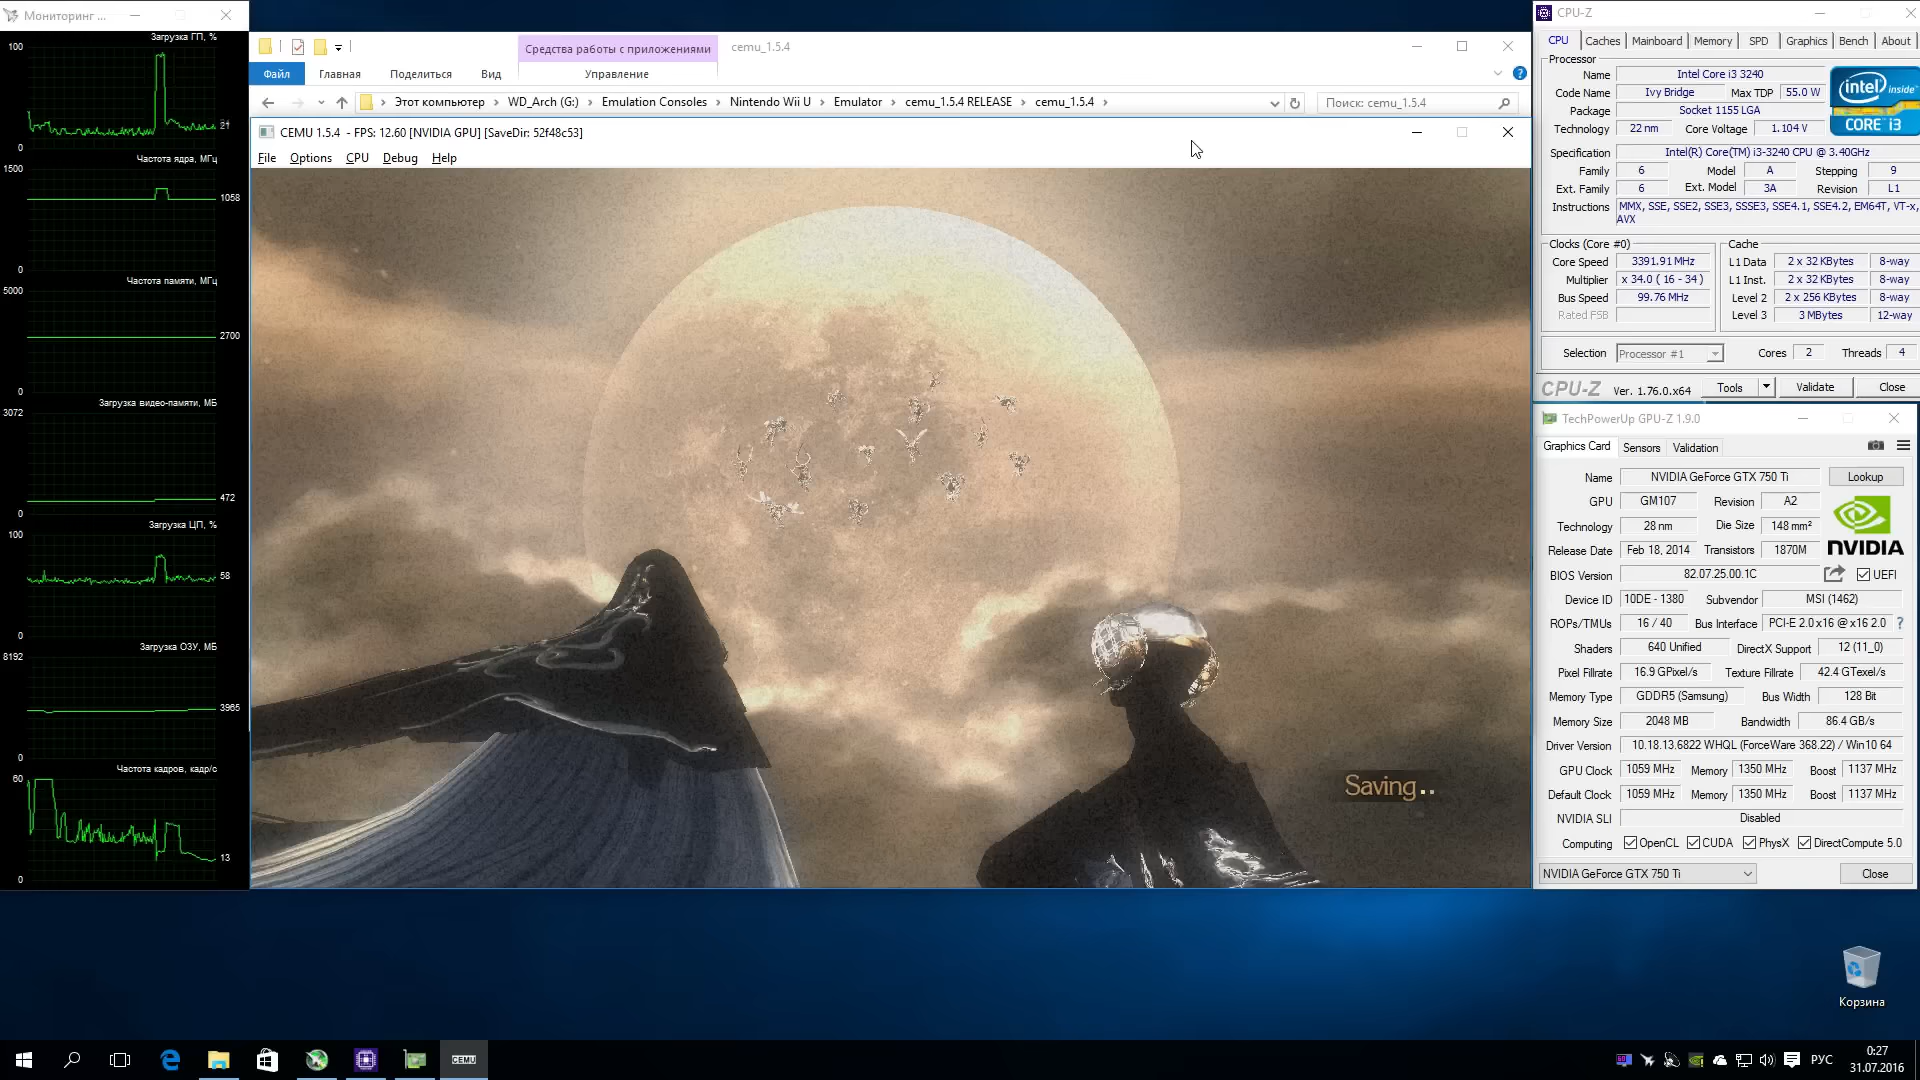 Мониторинг ...
Загрузка ГП, %
100
21
0
Частота ядра, МГц
1500
1058
0
Частота памяти, МГц
5000
2700
0
Загрузка видео-памяти, МБ
3072
472
0
Загрузка ЦП, %
100
58
0
Загрузка ОЗУ, МБ
8192
3965
0
Частота кадров, кадр/с
60
13
0
Средства работы с приложениями
cemu_1.5.4
Файл
Главная
Поделиться
Вид
Управление
Этот компьютер
WD_Arch (G:)
Emulation Consoles
Nintendo Wii U
Emulator
cemu_1.5.4 RELEASE
cemu_1.5.4
Поиск: cemu_1.5.4
CEMU 1.5.4 - FPS: 12.60 [NVIDIA GPU] [SaveDir: 52f48c53]
File Options CPU Debug Help
Saving..
CPU-Z
CPU Caches Mainboard Memory SPD Graphics Bench About
Processor
Name Intel Core i3 3240
Code Name Ivy Bridge Max TDP 55.0 W
Package Socket 1155 LGA
Technology 22 nm Core Voltage 1.104 V
Specification Intel(R) Core(TM) i3-3240 CPU @ 3.40GHz
Family 6 Model A Stepping 9
Ext. Family 6 Ext. Model 3A Revision L1
Instructions MMX, SSE, SSE2, SSE3, SSSE3, SSE4.1, SSE4.2, EM64T, VT-x,
AVX
intel inside™
CORE i3
Clocks (Core #0)
Core Speed 3391.91 MHz
Multiplier x 34.0 ( 16 - 34 )
Bus Speed 99.76 MHz
Rated FSB
Cache
L1 Data 2 x 32 KBytes 8-way
L1 Inst. 2 x 32 KBytes 8-way
Level 2 2 x 256 KBytes 8-way
Level 3 3 MBytes 12-way
Selection Processor #1 Cores 2 Threads 4
CPU-Z Ver. 1.76.0.x64 Tools Validate Close
TechPowerUp GPU-Z 1.9.0
Graphics Card Sensors Validation
Name NVIDIA GeForce GTX 750 Ti Lookup
GPU GM107 Revision A2
Technology 28 nm Die Size 148 mm²
Release Date Feb 18, 2014 Transistors 1870M
NVIDIA
BIOS Version 82.07.25.00.1C UEFI
Device ID 10DE - 1380 Subvendor MSI (1462)
ROPs/TMUs 16 / 40 Bus Interface PCI-E 2.0 x16 @ x16 2.0 ?
Shaders 640 Unified DirectX Support 12 (11_0)
Pixel Fillrate 16.9 GPixel/s Texture Fillrate 42.4 GTexel/s
Memory Type GDDR5 (Samsung) Bus Width 128 Bit
Memory Size 2048 MB Bandwidth 86.4 GB/s
Driver Version 10.18.13.6822 WHQL (ForceWare 368.22) / Win10 64
GPU Clock 1059 MHz Memory 1350 MHz Boost 1137 MHz
Default Clock 1059 MHz Memory 1350 MHz Boost 1137 MHz
NVIDIA SLI Disabled
Computing OpenCL CUDA PhysX DirectCompute 5.0
NVIDIA GeForce GTX 750 Ti Close
Корзина
CEMU
РУС
0:27
31.07.2016